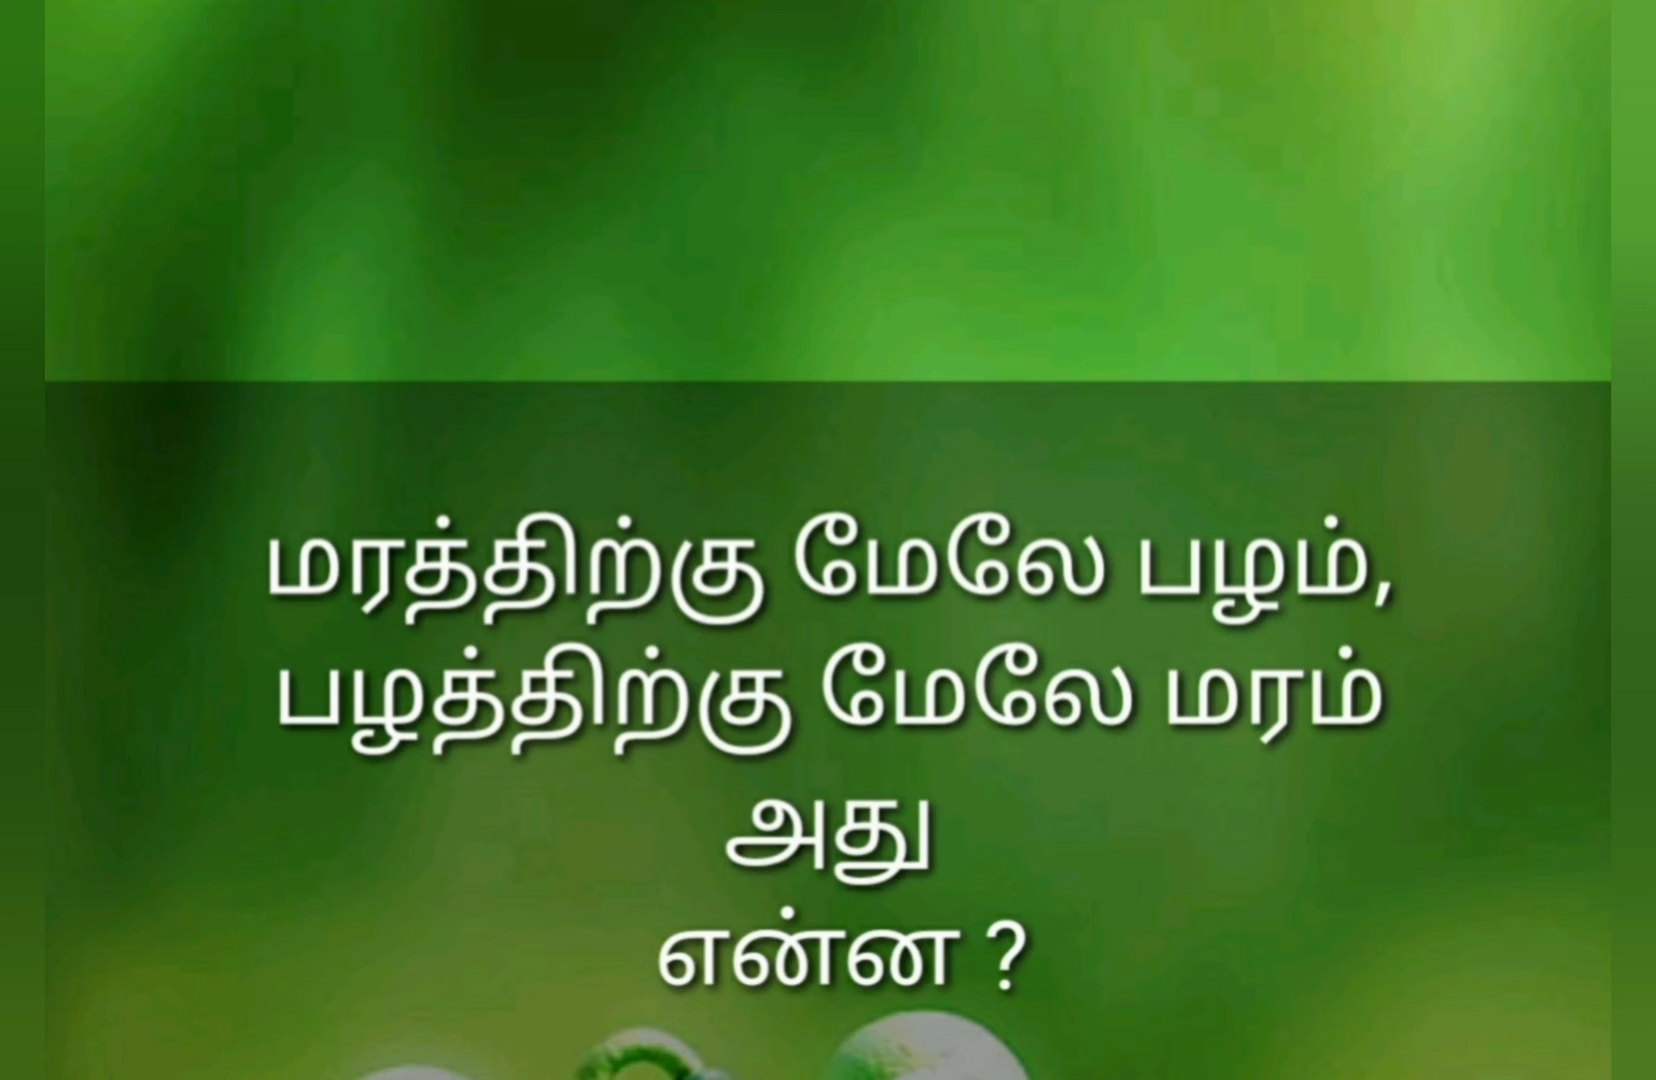 மரத்திற்கு மேலே பழம்,
பழத்திற்கு மேலே மரம்
அது
என்ன ?